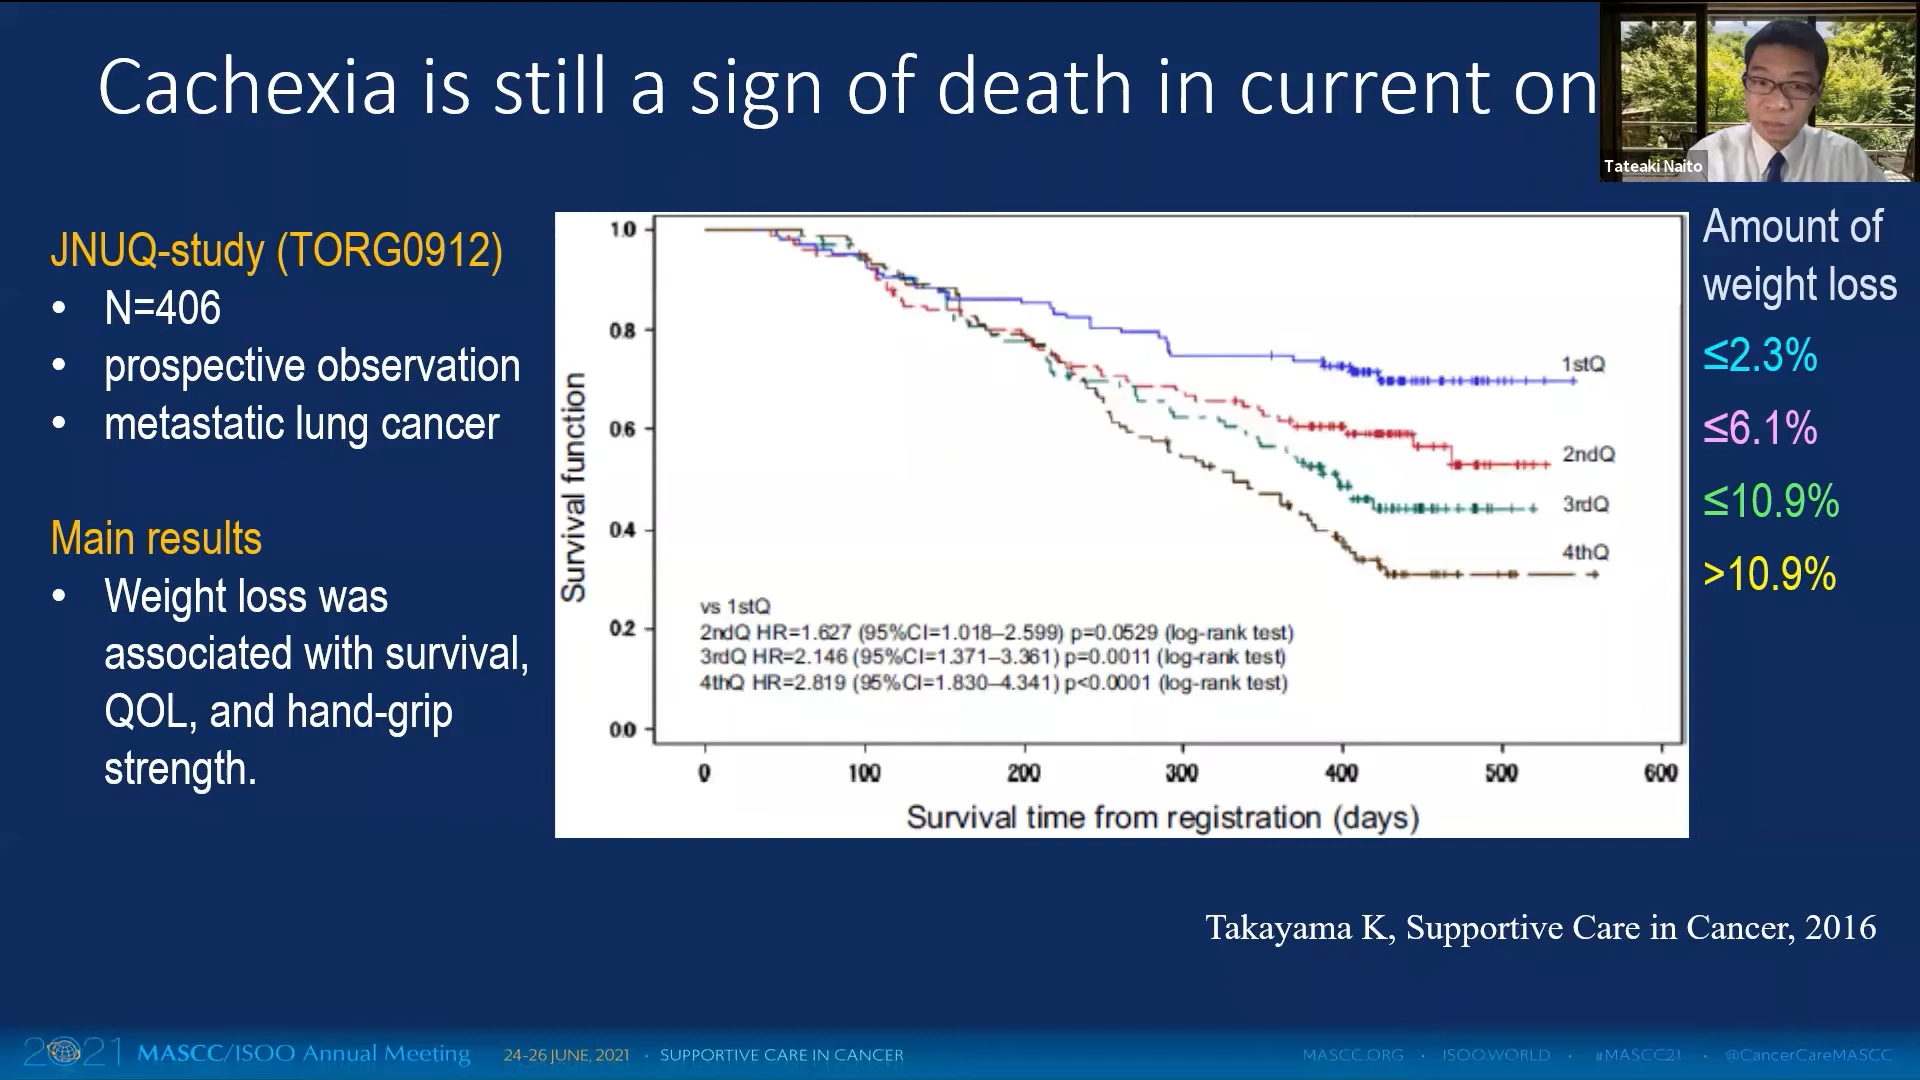 Cachexia is still a sign of death in current on
Tateaki Naito
JNUQ-study (TORG0912)
• N=406
• prospective observation
• metastatic lung cancer
Main results
• Weight loss was
associated with survival,
QOL, and hand-grip
strength.
Survival function
1.0
0.8
0.6
0.4
0.2
0.0
1stQ
2ndQ
3rdQ
4thQ
vs 1stQ
2ndQ HR=1.627 (95%CI=1.018–2.599) p=0.0529 (log-rank test)
3rdQ HR=2.146 (95%CI=1.371–3.361) p=0.0011 (log-rank test)
4thQ HR=2.819 (95%CI=1.830–4.341) p<0.0001 (log-rank test)
0 100 200 300 400 500 600
Survival time from registration (days)
Amount of
weight loss
≤2.3%
≤6.1%
≤10.9%
>10.9%
Takayama K, Supportive Care in Cancer, 2016
2021 MASCC/ISOO Annual Meeting 24-26 JUNE, 2021 · SUPPORTIVE CARE IN CANCER MASCC.ORG · ISOO.WORLD · #MASCC21 · @CancerCareMASCC